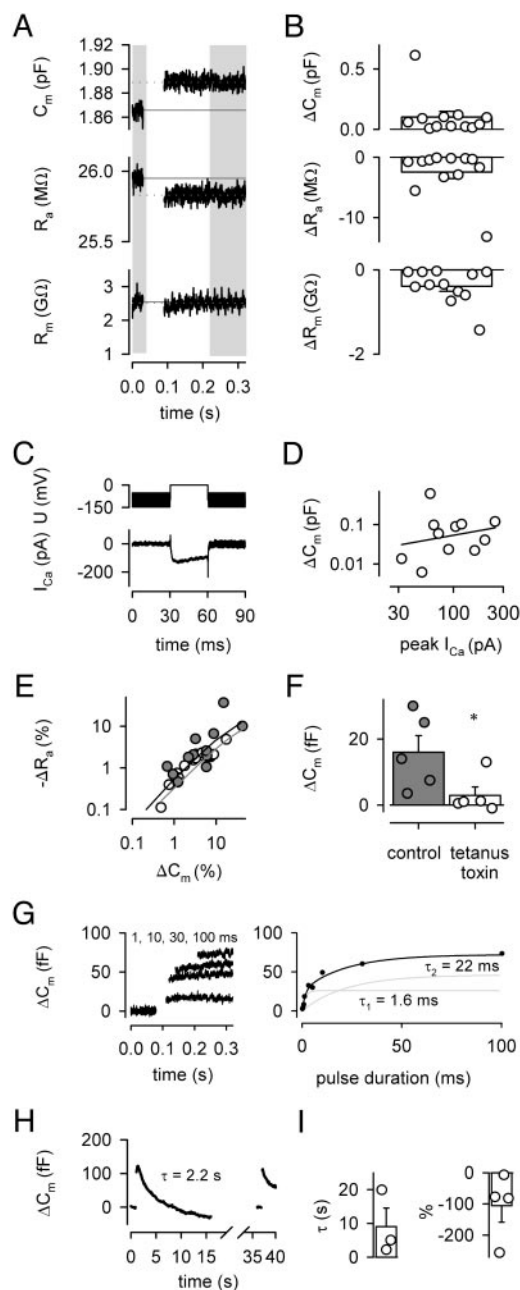 A
B
1.92
1.90
1.88
1.86
Cm (pF)
26.0
25.5
Ra (MΩ)
3
2
1
Rm (GΩ)
0.0 0.1 0.2 0.3
time (s)
0.5
0.0
ΔCm (pF)
0
-10
ΔRa (MΩ)
0
-2
ΔRm (GΩ)
C
D
0
-150
U (mV)
0
-200
ICa (pA)
0 30 60 90
time (ms)
0.1
0.01
ΔCm (pF)
30 100 300
peak ICa (pA)
E
F
10
1
0.1
-ΔRa (%)
0.1 1 10
ΔCm (%)
20
0
ΔCm (fF)
*
control
tetanus
toxin
G
100
50
0
ΔCm (fF)
1, 10, 30, 100 ms
0.0 0.1 0.2 0.3
time (s)
100
50
0
τ2 = 22 ms
τ1 = 1.6 ms
0 50 100
pulse duration (ms)
H
I
200
100
0
ΔCm (fF)
τ = 2.2 s
0 5 10 15 35 40
time (s)
20
10
0
τ (s)
0
-100
-200
%